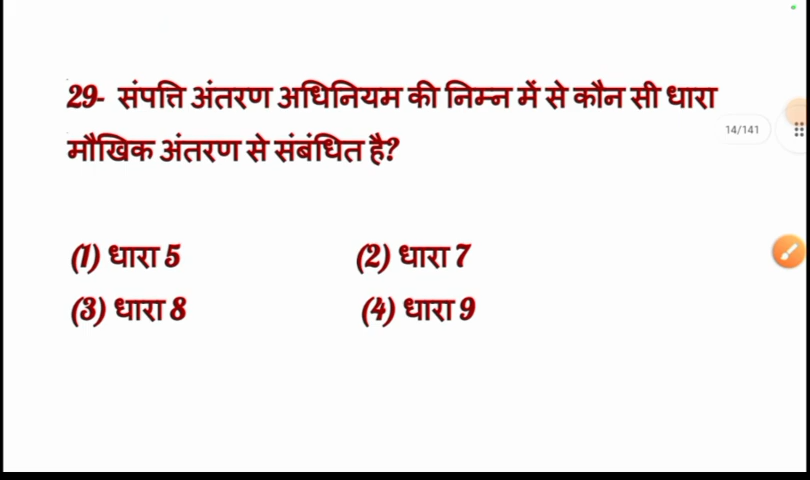 29- संपत्ति अंतरण अधिनियम की निम्न में से कौन सी धारा
14/141
मौखिक अंतरण से संबंधित है?
(1) धारा 5 (2) धारा 7
(3) धारा 8 (4) धारा 9